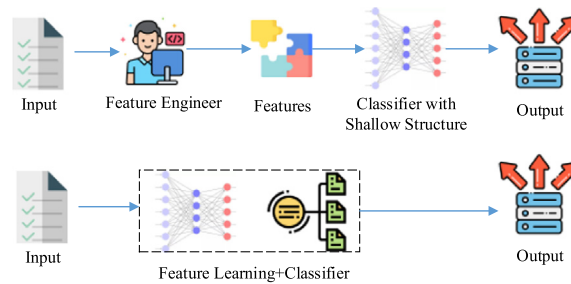 Input
Feature Engineer
Features
Classifier with
Shallow Structure
Output
Input
Feature Learning+Classifier
Output